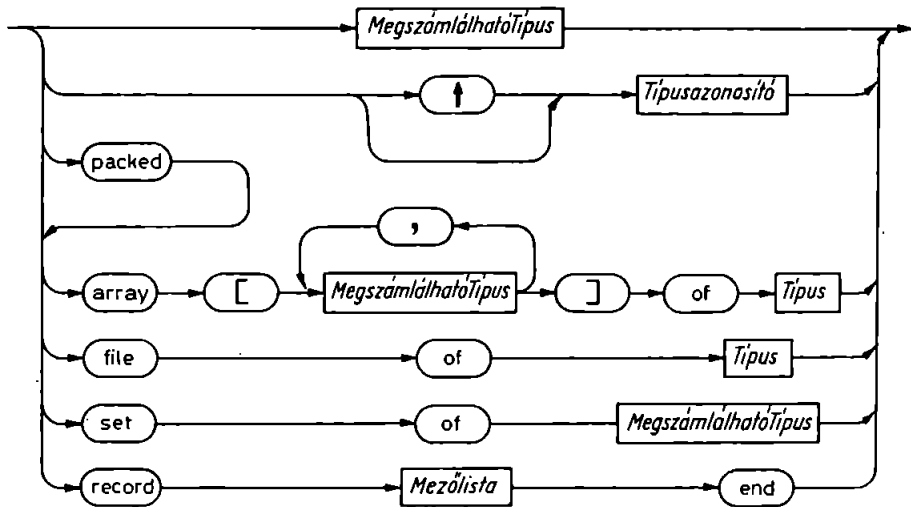 MegszámlálhatóTípus
↑ Típusazonosító
packed
,
array [ MegszámlálhatóTípus ] of Típus
file of Típus
set of MegszámlálhatóTípus
record Mezőlista end